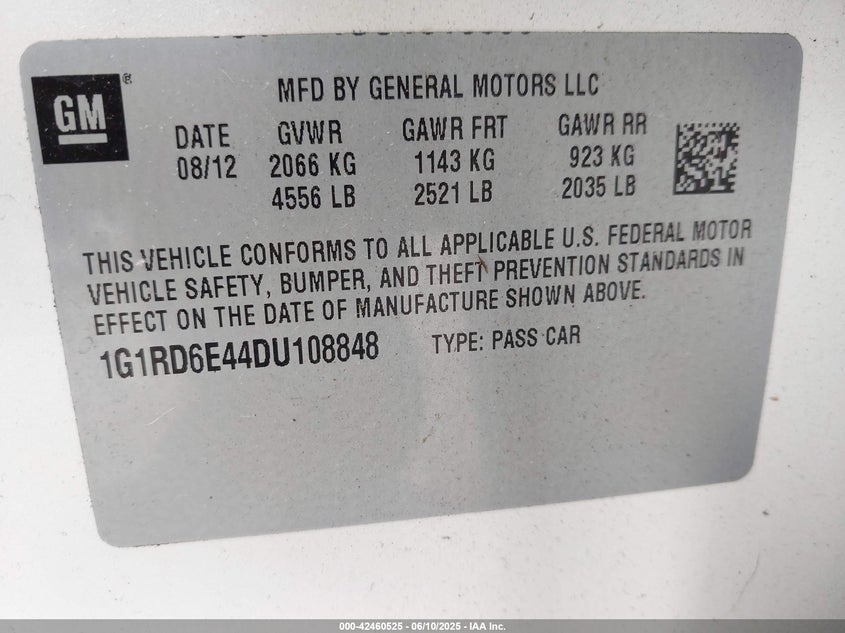 GM ®
MFD BY GENERAL MOTORS LLC
DATE GVWR GAWR FRT GAWR RR
08/12 2066 KG 1143 KG 923 KG
4556 LB 2521 LB 2035 LB
THIS VEHICLE CONFORMS TO ALL APPLICABLE U.S. FEDERAL MOTOR
VEHICLE SAFETY, BUMPER, AND THEFT PREVENTION STANDARDS IN
EFFECT ON THE DATE OF MANUFACTURE SHOWN ABOVE.
1G1RD6E44DU108848 TYPE: PASS CAR
000-42460525 - 06/10/2025 - IAA Inc.